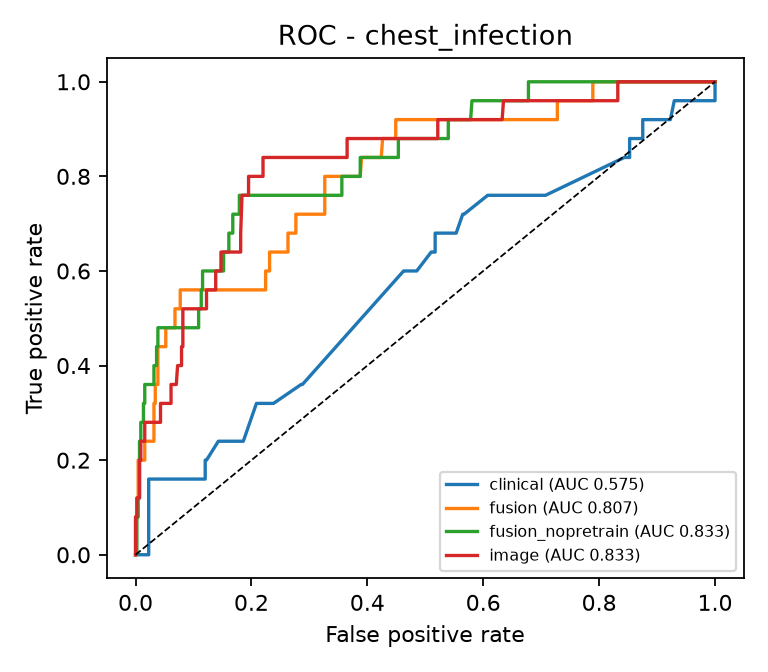 ROC - chest_infection
1.0
0.8
0.6
0.4
0.2
0.0
True positive rate
clinical (AUC 0.575)
fusion (AUC 0.807)
fusion_nopretrain (AUC 0.833)
image (AUC 0.833)
0.0 0.2 0.4 0.6 0.8 1.0
False positive rate